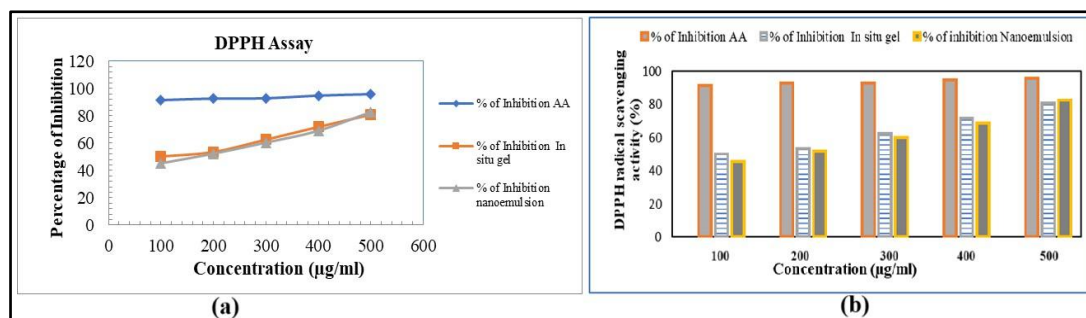 DPPH Assay
Percentage of Inhibition
120
100
80
60
40
20
0
0 100 200 300 400 500 600
Concentration (µg/ml)
% of Inhibition AA
% of Inhibition In
situ gel
% of Inhibition
nanoemulsion
(a)
% of Inhibition AA % of Inhibition In situ gel % of inhibition Nanoemulsion
DPPH radical scavenging
activity (%)
100
80
60
40
20
0
100 200 300 400 500
Concentration (µg/ml)
(b)